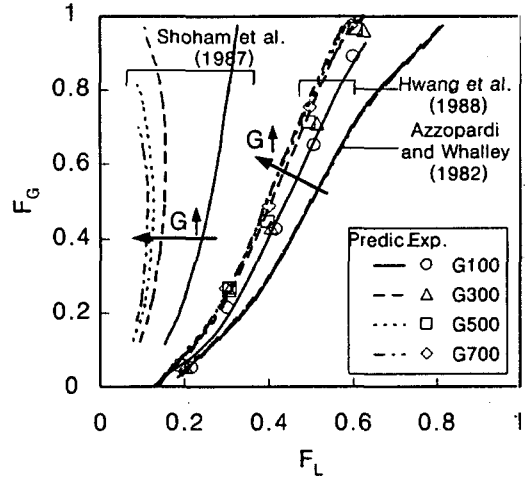 Shoham et al.
(1987)
Hwang et al.
(1988)
Azzopardi
and Whalley
(1982)
G
G
Predic. Exp.
G100
G300
G500
G700
1
0.8
0.6
0.4
0.2
0
0 0.2 0.4 0.6 0.8 1
F_G
F_L